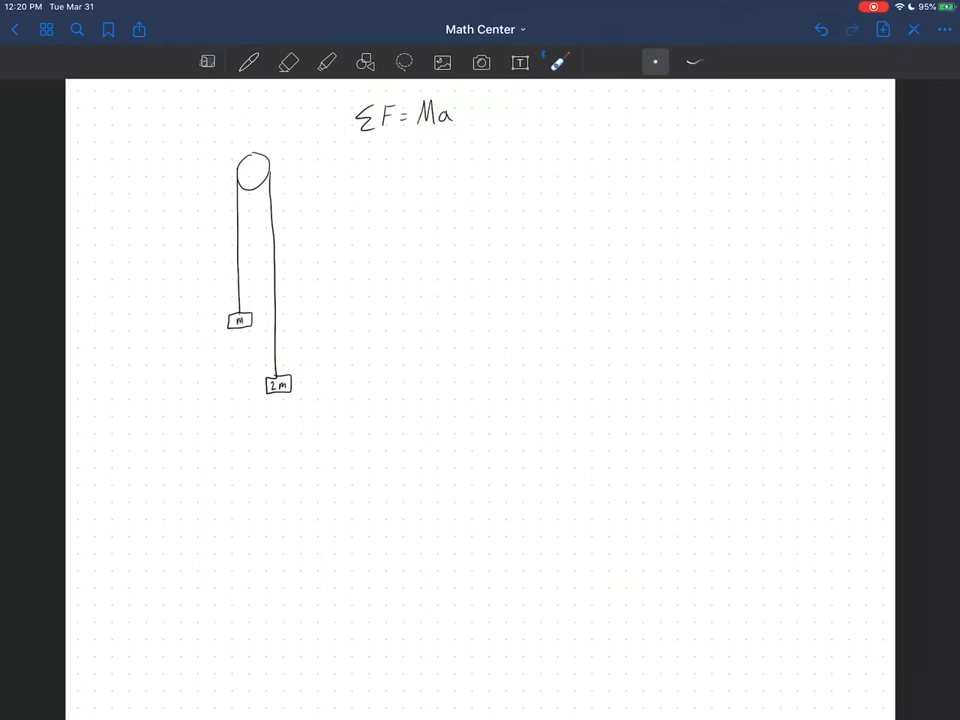 12:20 PM Tue Mar 31
95%
Math Center
T
ΣF = Ma
m
2m